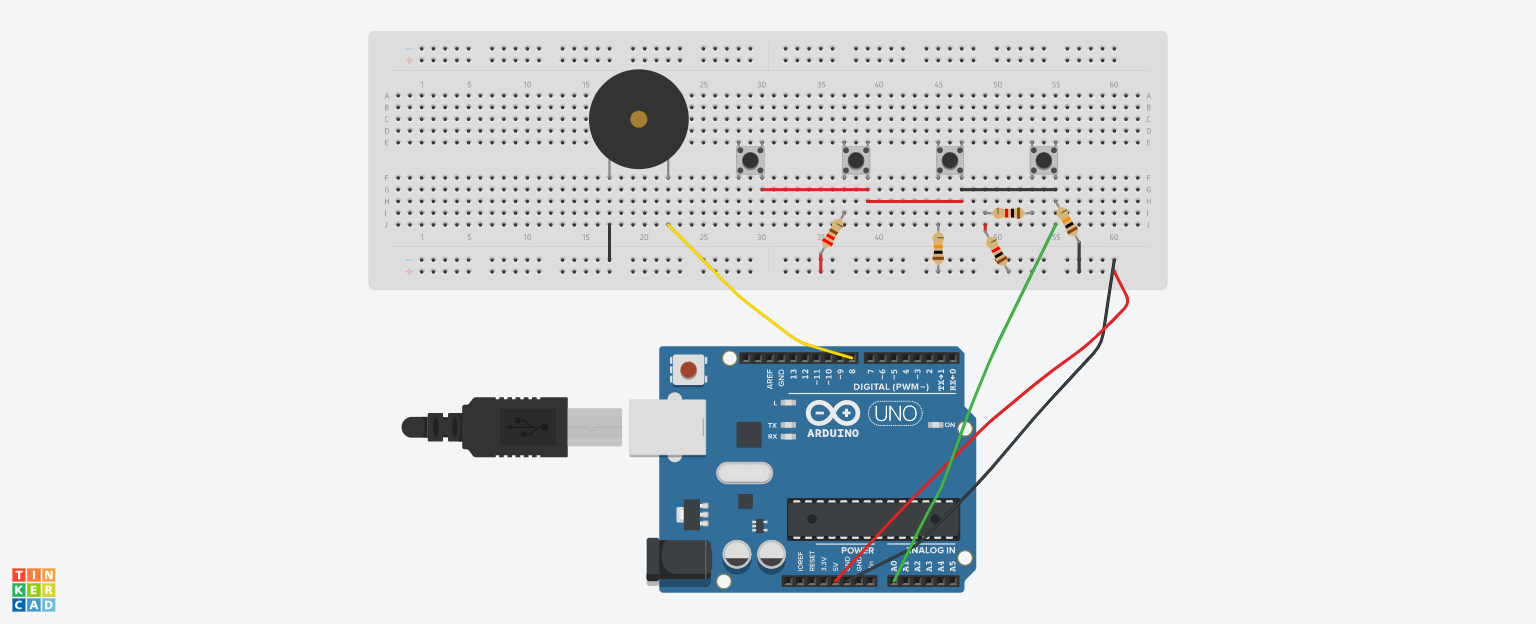 1 5 10 15 25 30 35 40 45 50 55 60
A A
B B
C C
D D
E E
F F
G G
H H
I I
J J
1 5 20 25 30 35 40 45 50 55 60
AREF GND 13 12 ~11 ~10 ~9 8 7 ~6 ~5 4 ~3 2 TX→1 RX←0
DIGITAL (PWM~)
L
TX
RX
ARDUINO
UNO
ON
POWER ANALOG IN
IOREF RESET 3.3V 5V GND GND Vin A0 A1 A2 A3 A4 A5
TIN
KER
CAD